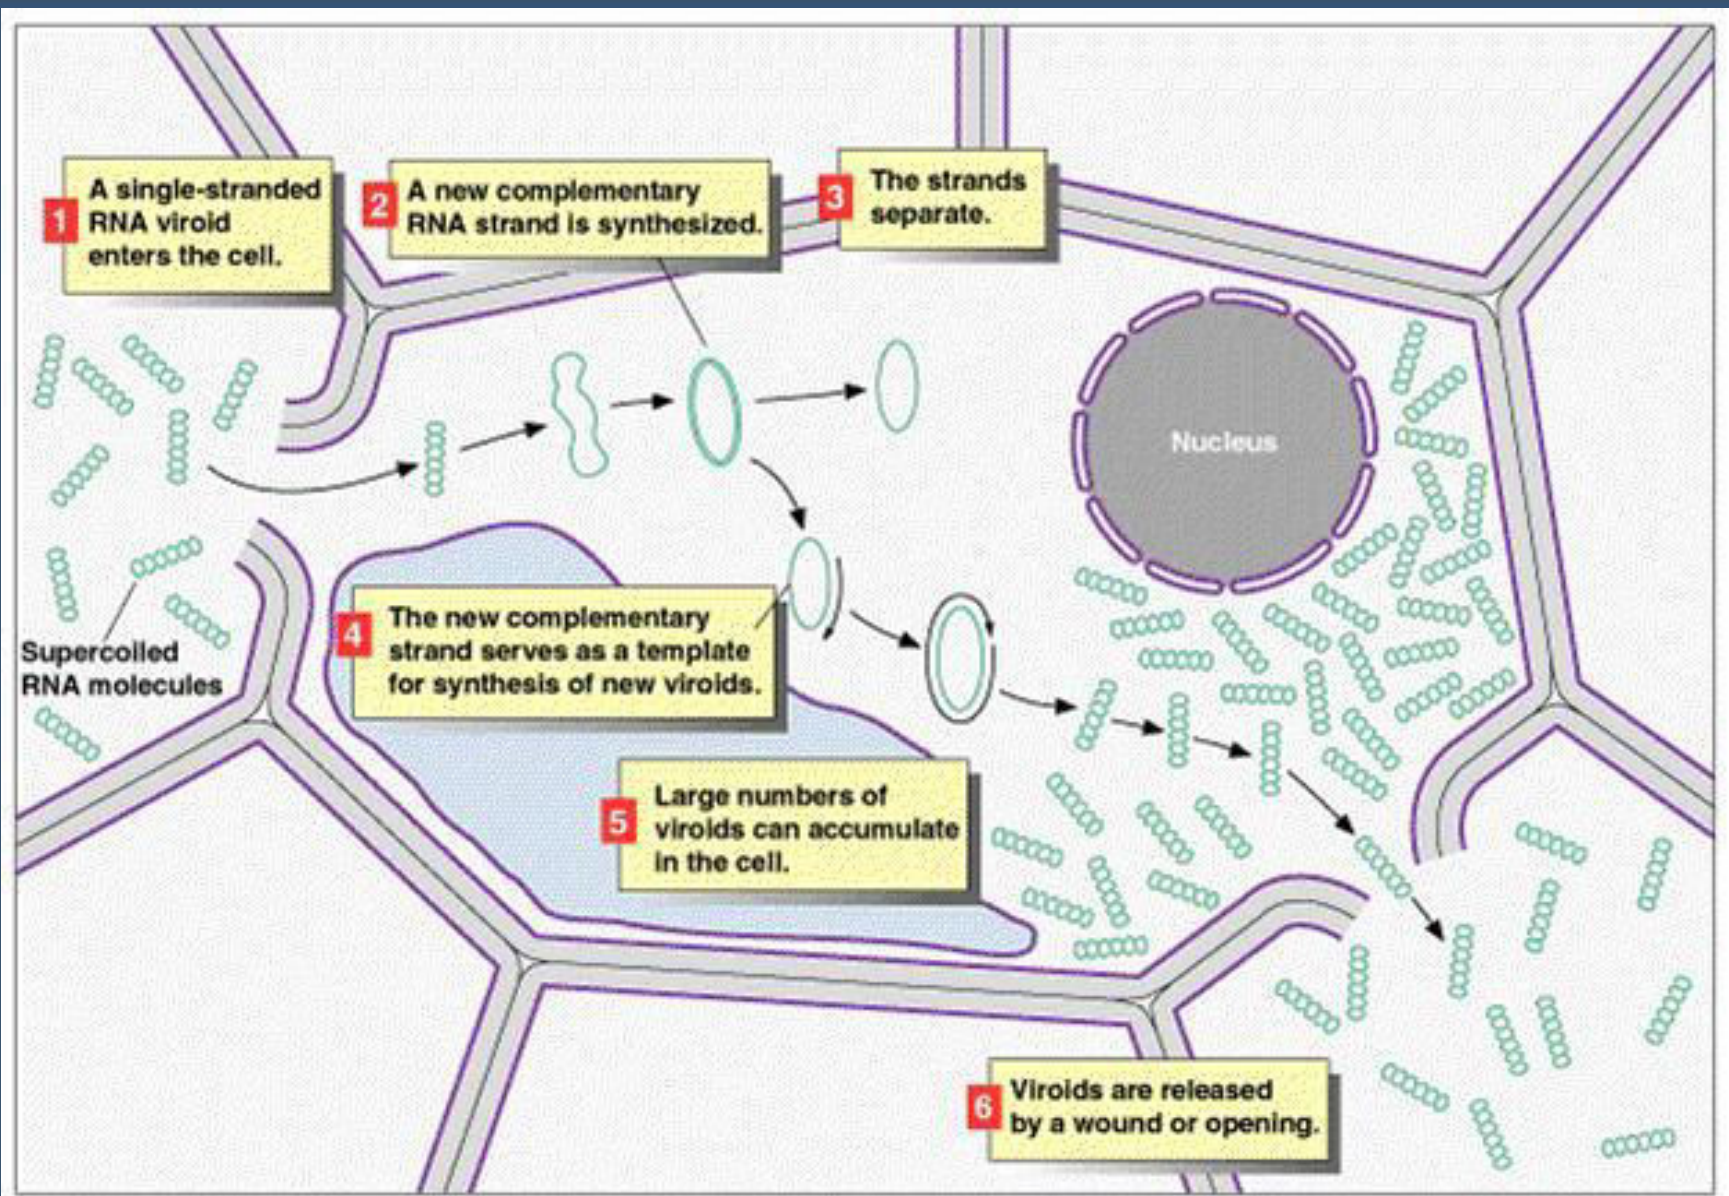 1
A single-stranded
RNA viroid
enters the cell.
2
A new complementary
RNA strand is synthesized.
3
The strands
separate.
Nucleus
Supercoiled
RNA molecules
4
The new complementary
strand serves as a template
for synthesis of new viroids.
5
Large numbers of
viroids can accumulate
in the cell.
6
Viroids are released
by a wound or opening.